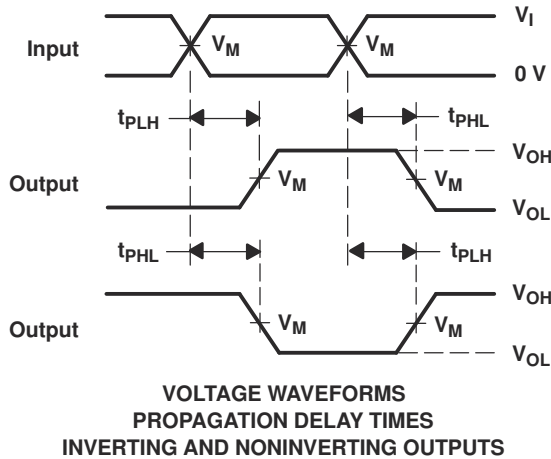 VI
Input VM VM
0 V
tPLH tPHL
VOH
Output VM VM
VOL
tPHL tPLH
VOH
Output VM VM
VOL
VOLTAGE WAVEFORMS
PROPAGATION DELAY TIMES
INVERTING AND NONINVERTING OUTPUTS